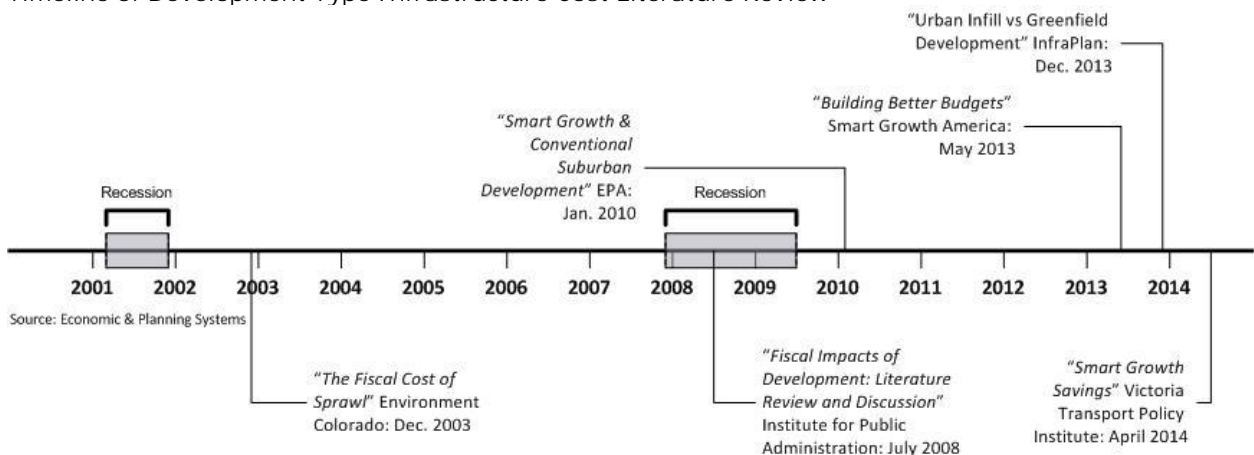 Timeline of Development Type Infrastructure Cost Literature Review
“Urban Infill vs Greenfield
Development” InfraPlan:
Dec. 2013
“Building Better Budgets”
Smart Growth America:
May 2013
“Smart Growth &
Conventional
Suburban
Development” EPA:
Jan. 2010
Recession
Recession
2001 2002 2003 2004 2005 2006 2007 2008 2009 2010 2011 2012 2013 2014
Source: Economic & Planning Systems
“The Fiscal Cost of
Sprawl” Environment
Colorado: Dec. 2003
“Fiscal Impacts of
Development: Literature
Review and Discussion”
Institute for Public
Administration: July 2008
“Smart Growth
Savings” Victoria
Transport Policy
Institute: April 2014